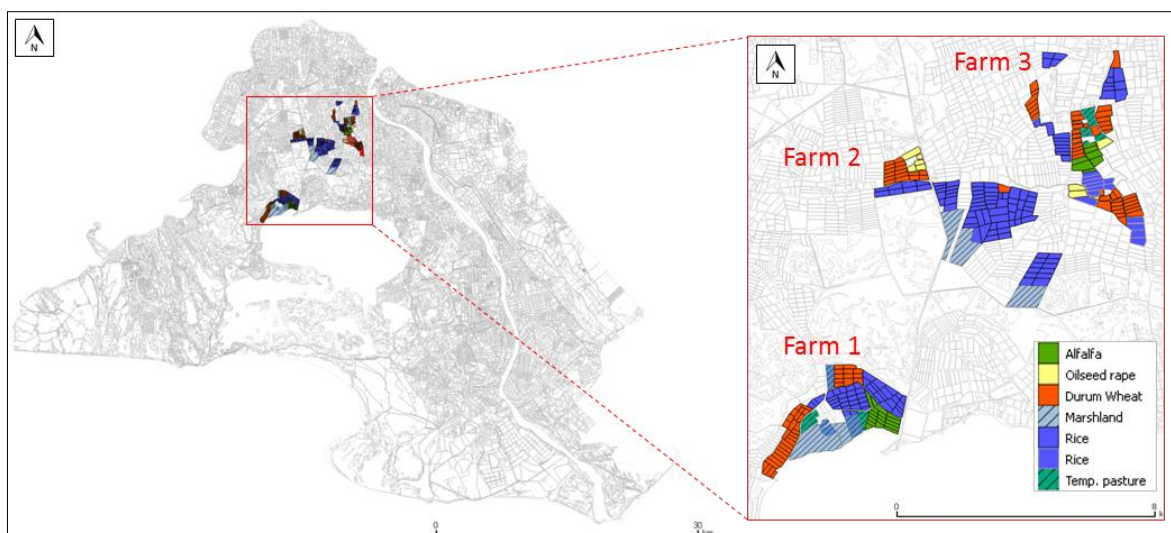 N
N
Farm 3
Farm 2
Farm 1
Alfalfa
Oilseed rape
Durum Wheat
Marshland
Rice
Rice
Temp. pasture
0 8
k
0 30
km